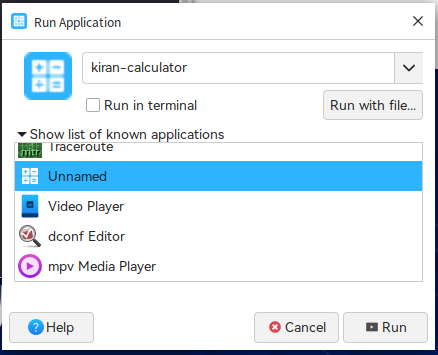 Run Application
kiran-calculator
Run in terminal
Run with file...
Show list of known applications
mtr Traceroute
Unnamed
Video Player
dconf Editor
mpv Media Player
? Help
Cancel
Run